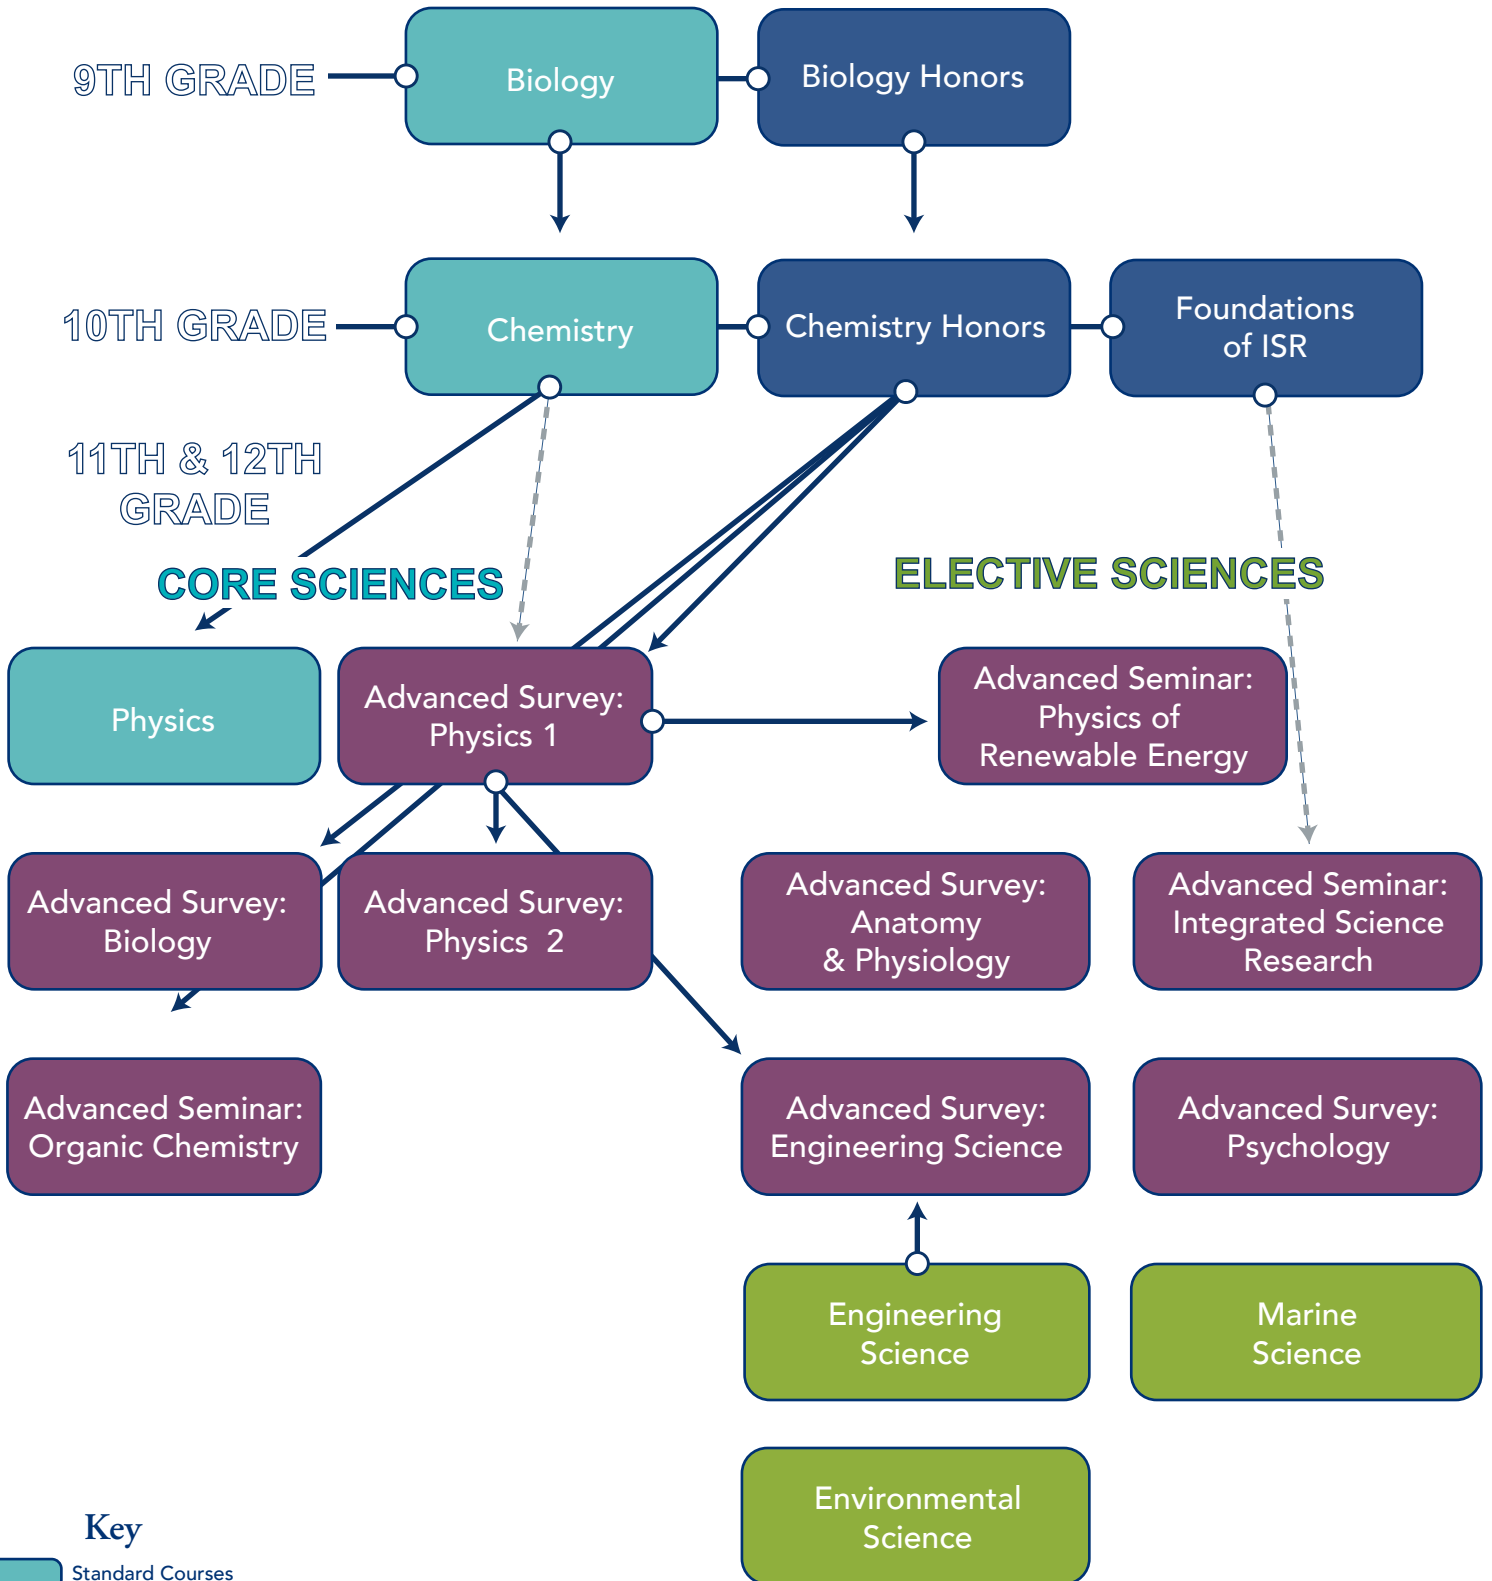 9TH GRADE
Biology
Biology Honors
10TH GRADE
Chemistry
Chemistry Honors
Foundations
of ISR
11TH & 12TH
GRADE
CORE SCIENCES
ELECTIVE SCIENCES
Physics
Advanced Survey:
Physics 1
Advanced Seminar:
Physics of
Renewable Energy
Advanced Survey:
Biology
Advanced Survey:
Physics 2
Advanced Survey:
Anatomy
& Physiology
Advanced Seminar:
Integrated Science
Research
Advanced Seminar:
Organic Chemistry
Advanced Survey:
Engineering Science
Advanced Survey:
Psychology
Engineering
Science
Marine
Science
Environmental
Science
Key
Standard Courses